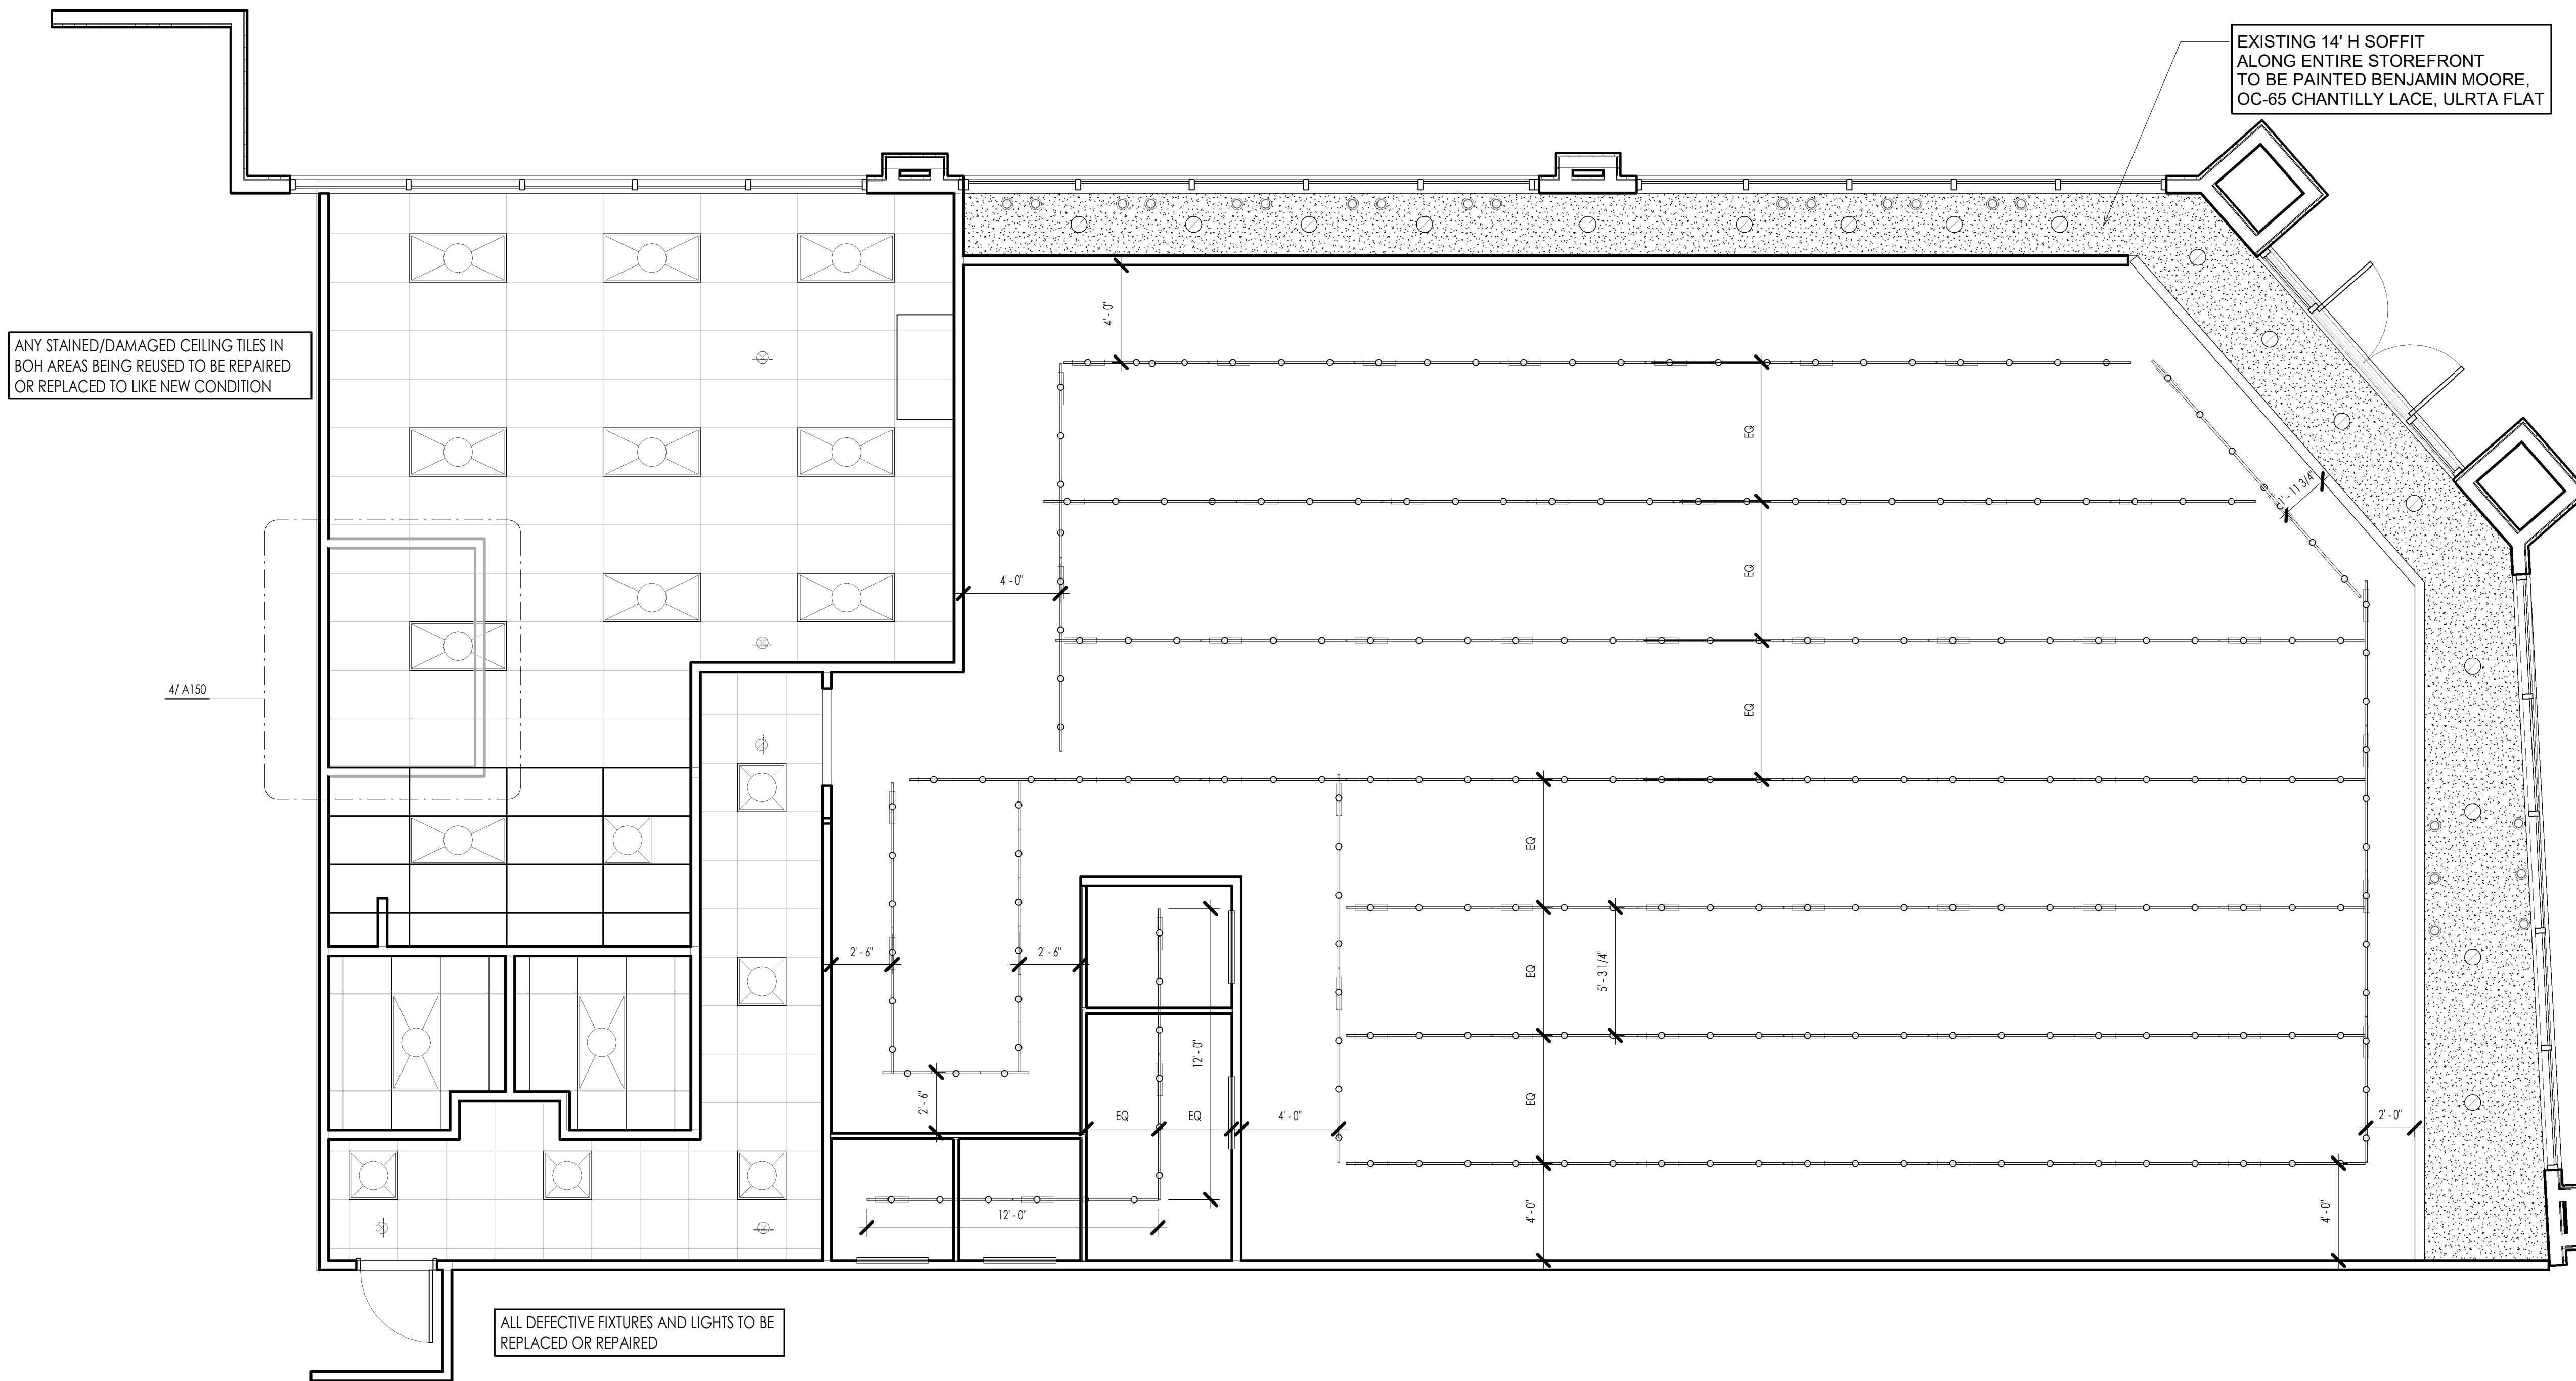 EXISTING 14' H SOFFIT
ALONG ENTIRE STOREFRONT
TO BE PAINTED BENJAMIN MOORE,
OC-65 CHANTILLY LACE, ULRTA FLAT
ANY STAINED/DAMAGED CEILING TILES IN
BOH AREAS BEING REUSED TO BE REPAIRED
OR REPLACED TO LIKE NEW CONDITION
4' - 0"
EQ
4' - 0"
EQ
EQ
4/ A150
EQ
2' - 6"
2' - 6"
EQ
5' - 3 1/4"
12' - 0"
2' - 6"
EQ
EQ
4' - 0"
EQ
2' - 0"
12' - 0"
4' - 0"
4' - 0"
ALL DEFECTIVE FIXTURES AND LIGHTS TO BE
REPLACED OR REPAIRED